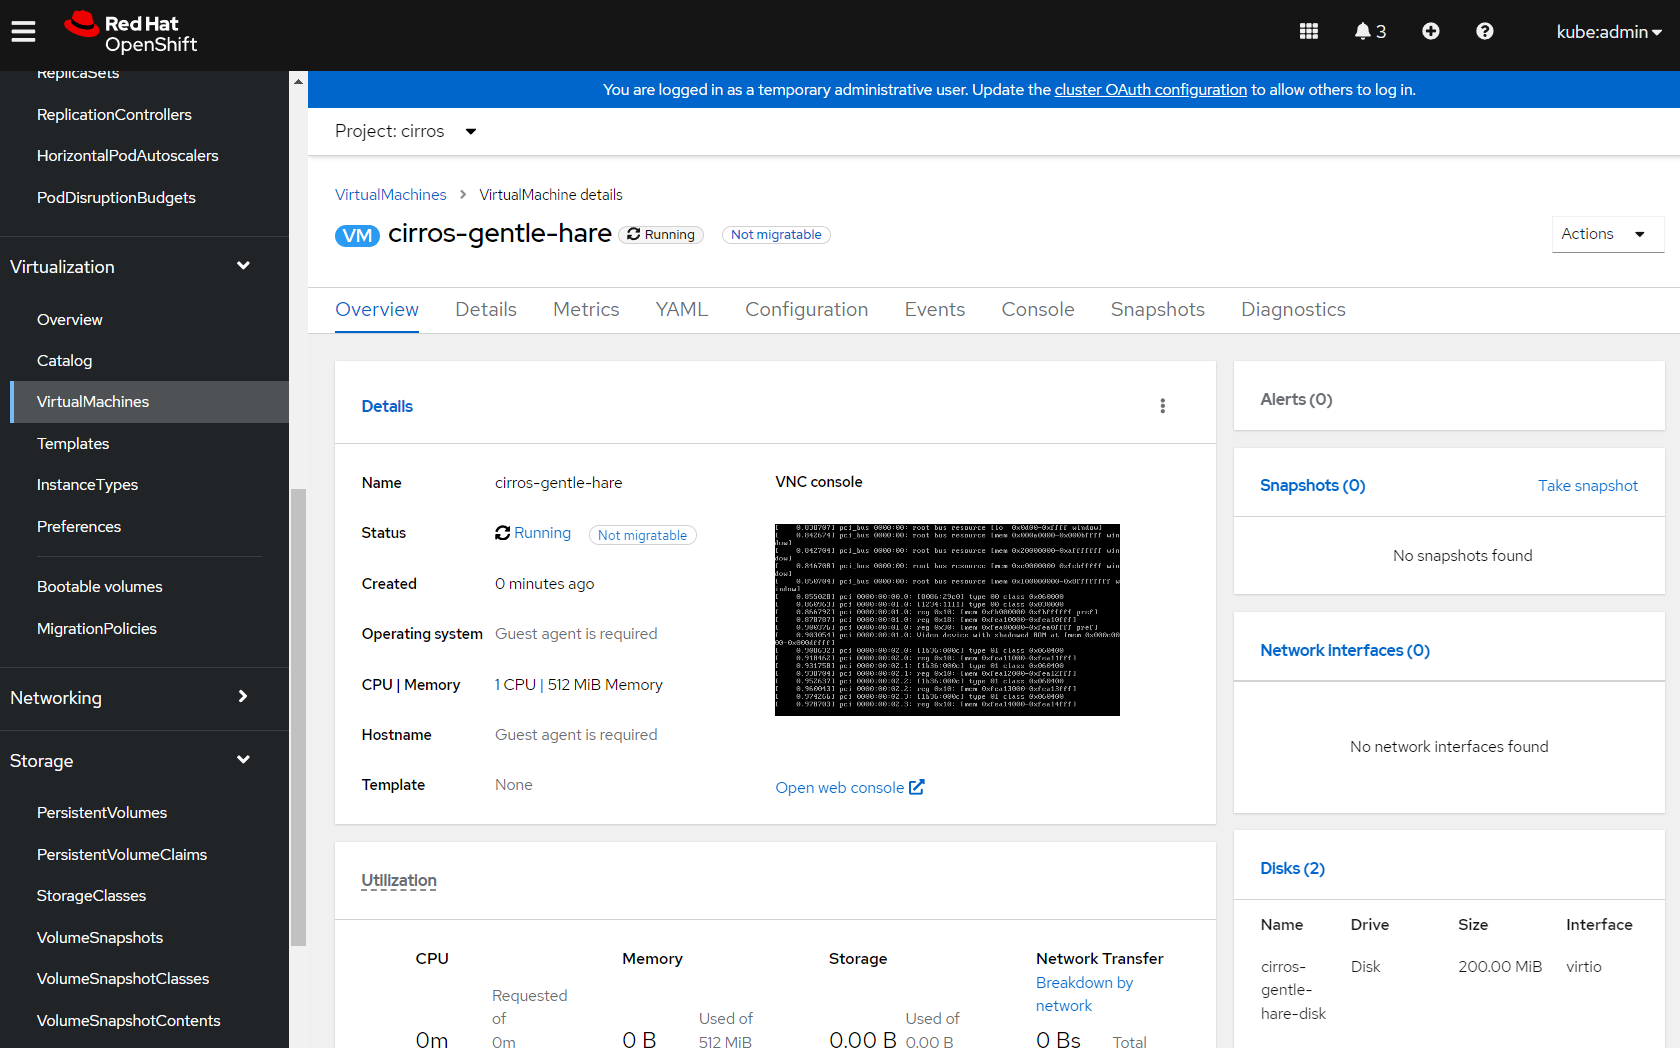 Red Hat
OpenShift
3
kube:admin
ReplicaSets
ReplicationControllers
HorizontalPodAutoscalers
PodDisruptionBudgets
Virtualization
Overview
Catalog
VirtualMachines
Templates
InstanceTypes
Preferences
Bootable volumes
MigrationPolicies
Networking
Storage
PersistentVolumes
PersistentVolumeClaims
StorageClasses
VolumeSnapshots
VolumeSnapshotClasses
VolumeSnapshotContents
You are logged in as a temporary administrative user. Update the cluster OAuth configuration to allow others to log in.
Project: cirros
VirtualMachines > VirtualMachine details
VM cirros-gentle-hare Running Not migratable
Actions
Overview Details Metrics YAML Configuration Events Console Snapshots Diagnostics
Details
Name cirros-gentle-hare
Status Running Not migratable
Created 0 minutes ago
Operating system Guest agent is required
CPU | Memory 1 CPU | 512 MiB Memory
Hostname Guest agent is required
Template None
VNC console
Open web console
Utilization
CPU
Requested
of
0m 0m
Memory
Used of
0 B 512 MiB
Storage
Used of
0.00 B 0.00 B
Network Transfer
Breakdown by
network
0 Bs Total
Alerts (0)
Snapshots (0) Take snapshot
No snapshots found
Network interfaces (0)
No network interfaces found
Disks (2)
Name Drive Size Interface
cirros- Disk 200.00 MiB virtio
gentle-
hare-disk